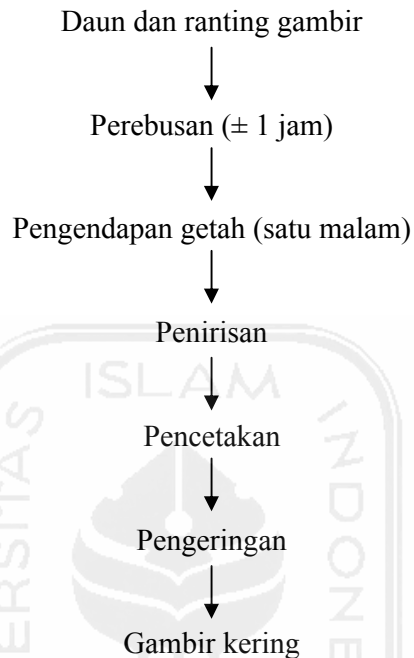 Daun dan ranting gambir
Perebusan (± 1 jam)
Pengendapan getah (satu malam)
Penirisan
ISLAM
Pencetakan
Pengeringan
Gambir kering